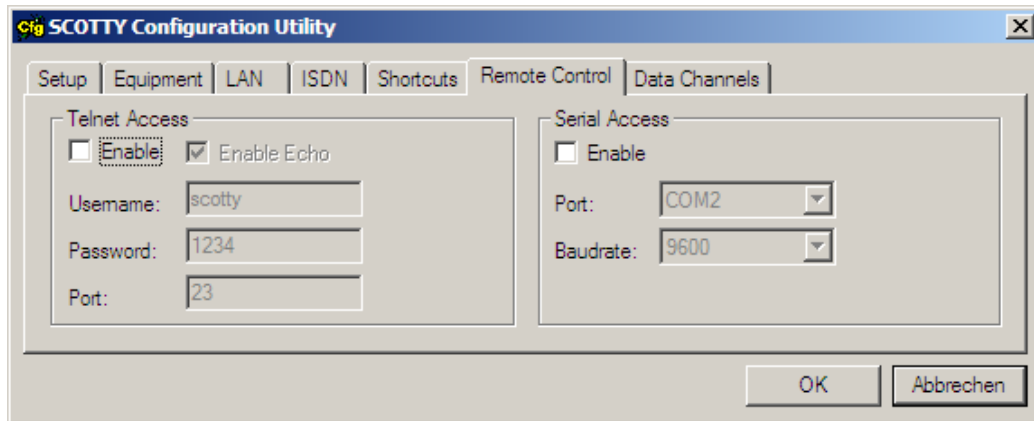 Cfg SCOTTY Configuration Utility
Setup Equipment LAN ISDN Shortcuts Remote Control Data Channels
Telnet Access
Enable Enable Echo
Username: scotty
Password: 1234
Port: 23
Serial Access
Enable
Port: COM2
Baudrate: 9600
OK Abbrechen